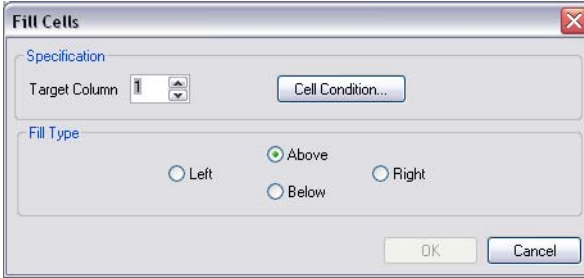 Fill Cells
Specification
Target Column 1 Cell Condition...
Fill Type
Above
Left Right
Below
OK Cancel